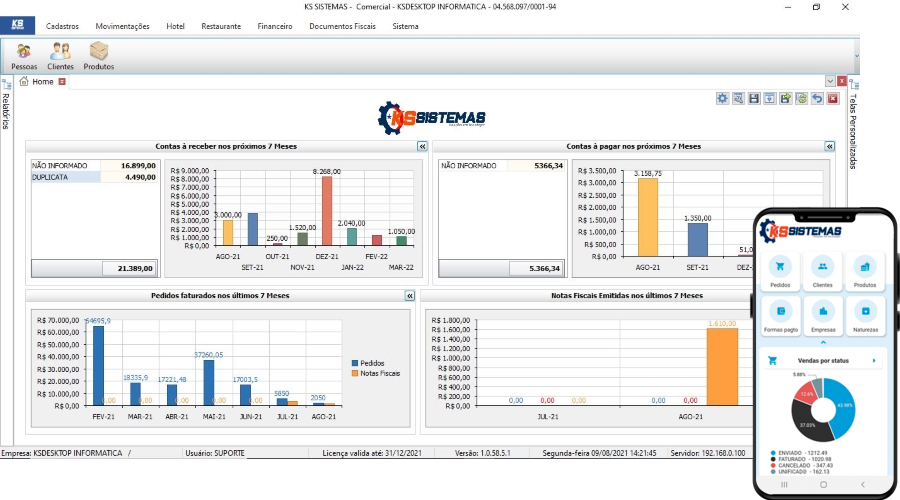 KS SISTEMAS - Comercial - KSDESKTOP INFORMATICA - 04.568.097/0001-94
KS
Cadastros Movimentações Hotel Restaurante Financeiro Documentos Fiscais Sistema
Pessoas Clientes Produtos
Home
Relatórios
Telas Personalizadas
KSSISTEMAS
Contas à receber nos próximos 7 Meses
NÃO INFORMADO 16.899,00
DUPLICATA 4.490,00
21.389,00
R$ 9.000,00
R$ 8.000,00
R$ 7.000,00
R$ 6.000,00
R$ 5.000,00
R$ 4.000,00
R$ 3.000,00
R$ 2.000,00
R$ 1.000,00
R$ 0,00
3.000,00 250,00 1.520,00 8.268,00 2.040,00 1.050,00
AGO-21 OUT-21 DEZ-21 FEV-22
SET-21 NOV-21 JAN-22 MAR-22
Contas à pagar nos próximos 7 Meses
NÃO INFORMADO 5366,34
5.366,34
R$ 3.500,00
R$ 3.000,00
R$ 2.500,00
R$ 2.000,00
R$ 1.500,00
R$ 1.000,00
R$ 500,00
R$ 0,00
3.158,75 1.350,00 51,0
AGO-21 SET-21 DEZ-
Pedidos faturados nos últimos 7 Meses
R$ 70.000,00
R$ 60.000,00
R$ 50.000,00
R$ 40.000,00
R$ 30.000,00
R$ 20.000,00
R$ 10.000,00
R$ 0,00
64695,9 18335,9 17221,48 37260,05 17003,5 5850 2050
0,00 0,00 0,00 0,00 0,00
FEV-21 MAR-21 ABR-21 MAI-21 JUN-21 JUL-21 AGO-21
Pedidos
Notas Fiscais
Notas Fiscais Emitidas nos últimos 7 Meses
R$ 1.800,00
R$ 1.600,00
R$ 1.400,00
R$ 1.200,00
R$ 1.000,00
R$ 800,00
R$ 600,00
R$ 400,00
R$ 200,00
R$ 0,00
0,00 0,00 0,00 0,00 0,00 1.610,00
JUL-21 AGO-21
Empresa: KSDESKTOP INFORMATICA / Usuário: SUPORTE Licença valida até: 31/12/2021 Versão: 1.0.58.5.1 Segunda-feira 09/08/2021 14:21:45 Servidor: 192.168.0.100
KSSISTEMAS
Pedidos Clientes Produtos
Formas pagto Empresas Naturezas
Vendas por status
5.88%
12.6%
43.98%
37.03%
ENVIADO - 1212.49
FATURADO - 1020.98
CANCELADO - 347.43
UNIFICADO - 162.13